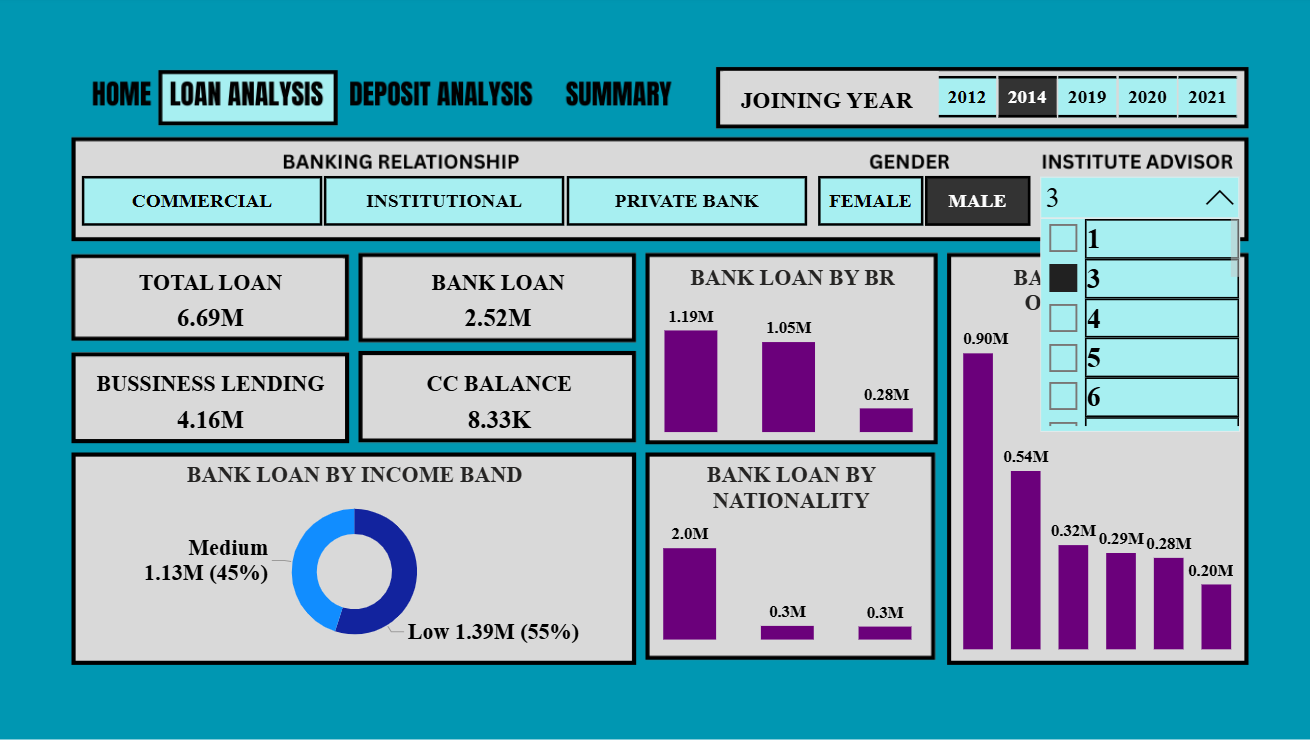 HOME LOAN ANALYSIS DEPOSIT ANALYSIS SUMMARY
JOINING YEAR 2012 2014 2019 2020 2021
BANKING RELATIONSHIP
COMMERCIAL INSTITUTIONAL PRIVATE BANK
GENDER
FEMALE MALE
INSTITUTE ADVISOR
3
1
3
4
5
6
TOTAL LOAN
6.69M
BANK LOAN
2.52M
BUSSINESS LENDING
4.16M
CC BALANCE
8.33K
BANK LOAN BY BR
1.19M
1.05M
0.28M
BANK LOAN BY INCOME BAND
Medium
1.13M (45%)
Low 1.39M (55%)
BANK LOAN BY
NATIONALITY
2.0M
0.3M
0.3M
0.90M
0.54M
0.32M
0.29M
0.28M
0.20M